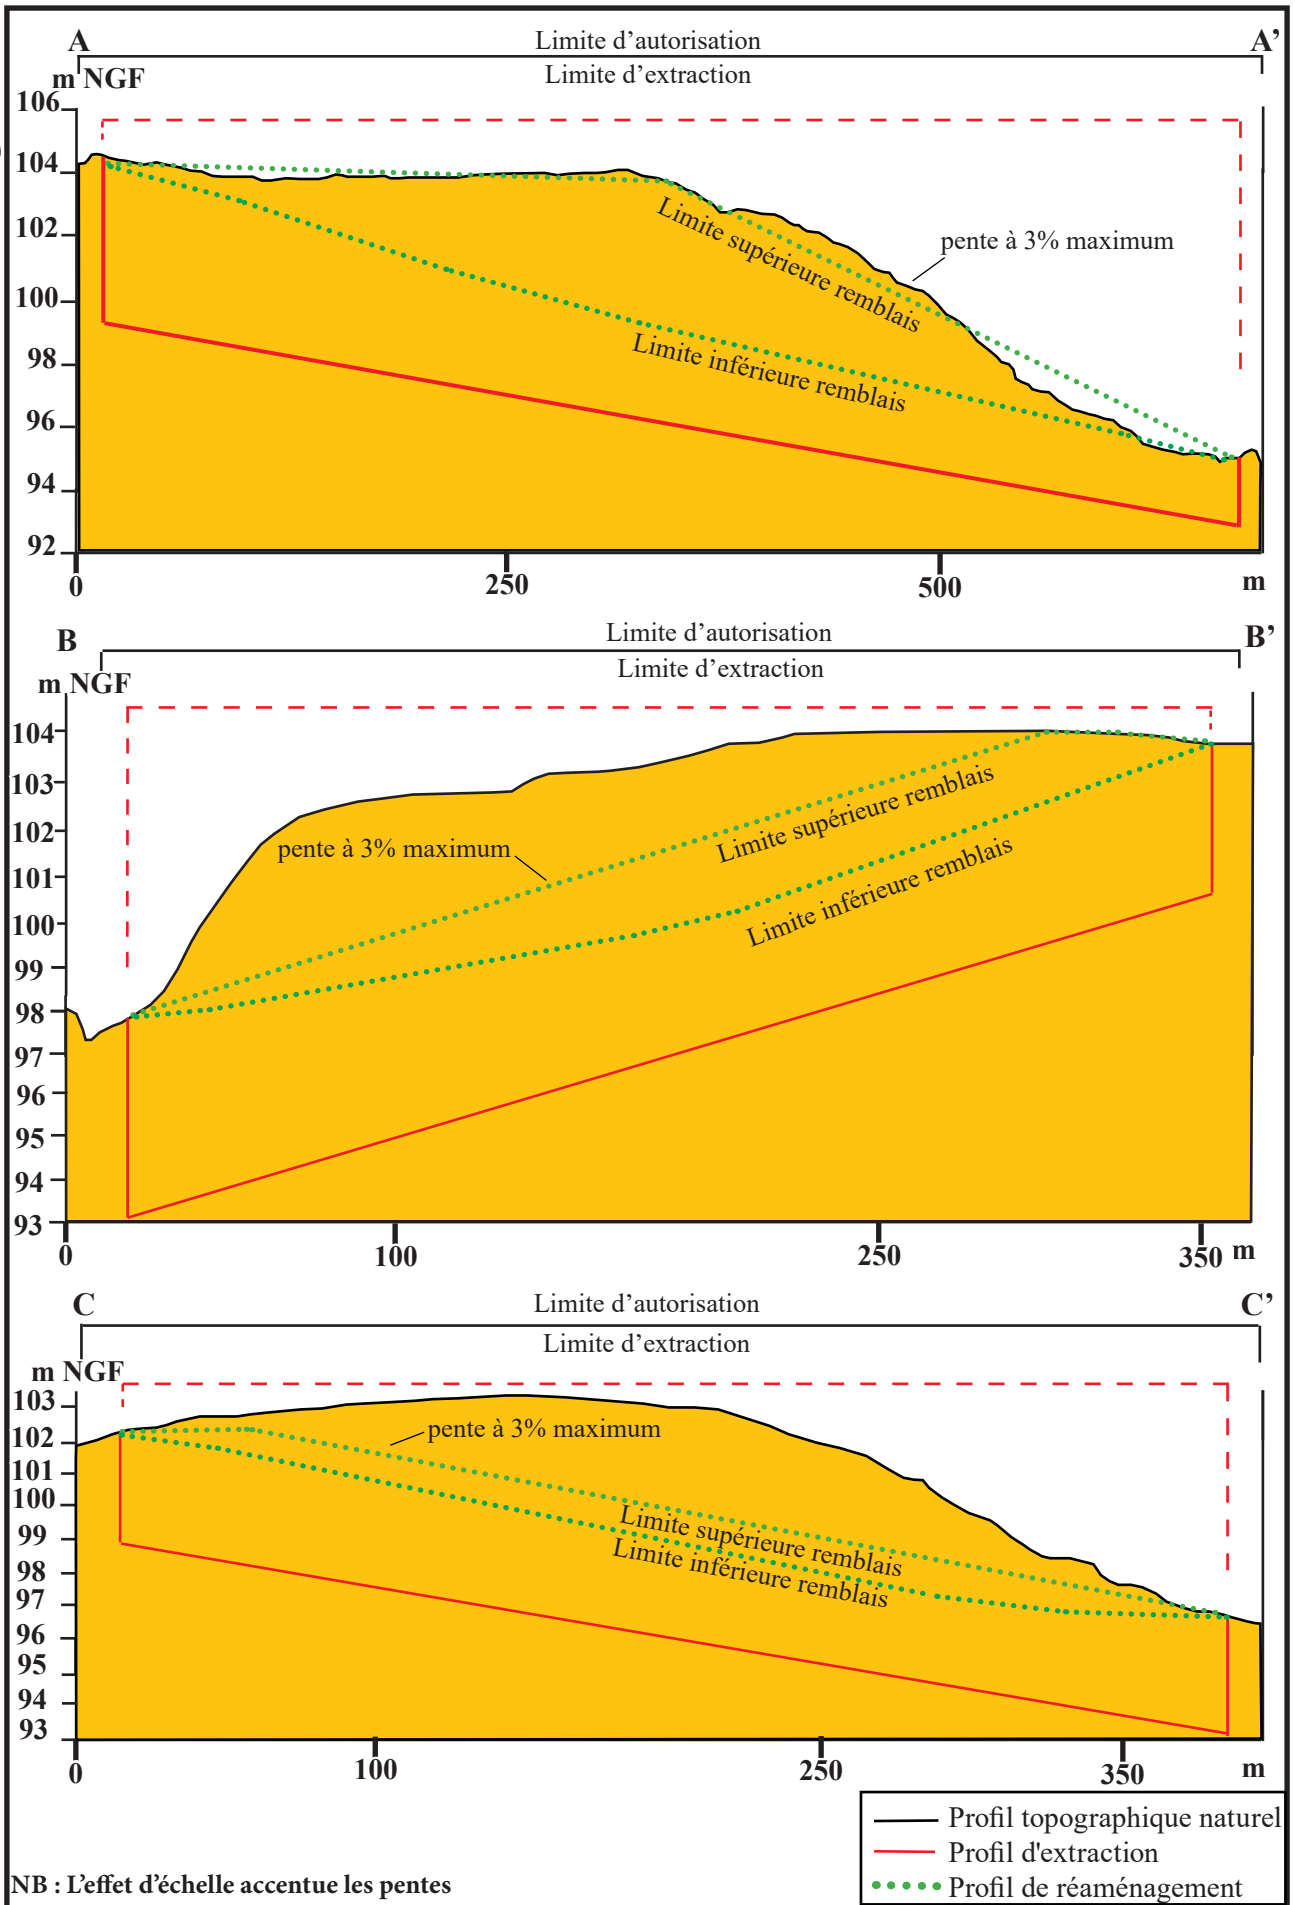 A
Limite d’autorisation
A’
Limite d’extraction
m NGF
106
104
102
100
98
96
94
92
Limite supérieure remblais
pente à 3% maximum
Limite inférieure remblais
0
250
500
m
B
Limite d’autorisation
B’
Limite d’extraction
m NGF
104
103
102
101
100
99
98
97
96
95
94
93
pente à 3% maximum
Limite supérieure remblais
Limite inférieure remblais
0
100
250
350
m
C
Limite d’autorisation
C’
Limite d’extraction
m NGF
103
102
101
100
99
98
97
96
95
94
93
pente à 3% maximum
Limite supérieure remblais
Limite inférieure remblais
0
100
250
350
m
Profil topographique naturel
Profil d'extraction
Profil de réaménagement
NB : L’effet d’échelle accentue les pentes